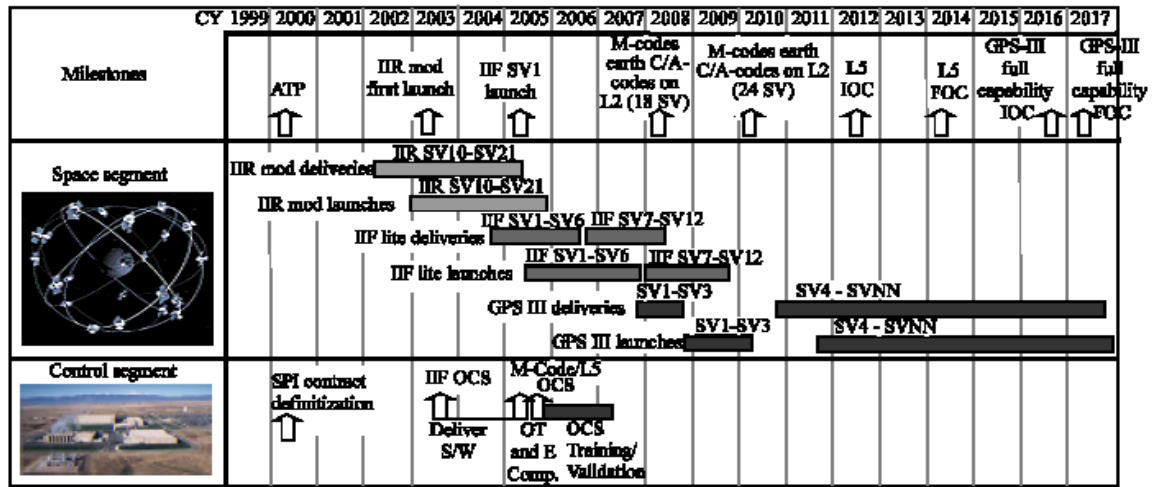 CY 1999 2000 2001 2002 2003 2004 2005 2006 2007 2008 2009 2010 2011 2012 2013 2014 2015 2016 2017
Milestones
ATP
IIR mod
first launch
IIF SV1
launch
M-codes
earth C/A-
codes on
L2 (18 SV)
M-codes earth
C/A-codes on L2
(24 SV)
L5
IOC
L5
FOC
GPS-III
full
capability
IOC
GPS-III
full
capability
FOC
Space segment
IIR SV10-SV21
IIR mod deliveries
IIR SV10-SV21
IIR mod launches
IIF SV1-SV6 IIF SV7-SV12
IIF lite deliveries
IIF SV1-SV6 IIF SV7-SV12
IIF lite launches
SV1-SV3 SV4 - SVNN
GPS III deliveries
SV1-SV3 SV4 - SVNN
GPS III launches
Control segment
SPI contract
definitization
IIF OCS
M-Code/L5
OCS
Deliver
S/W
OT
and E
Comp.
OCS
Training/
Validation